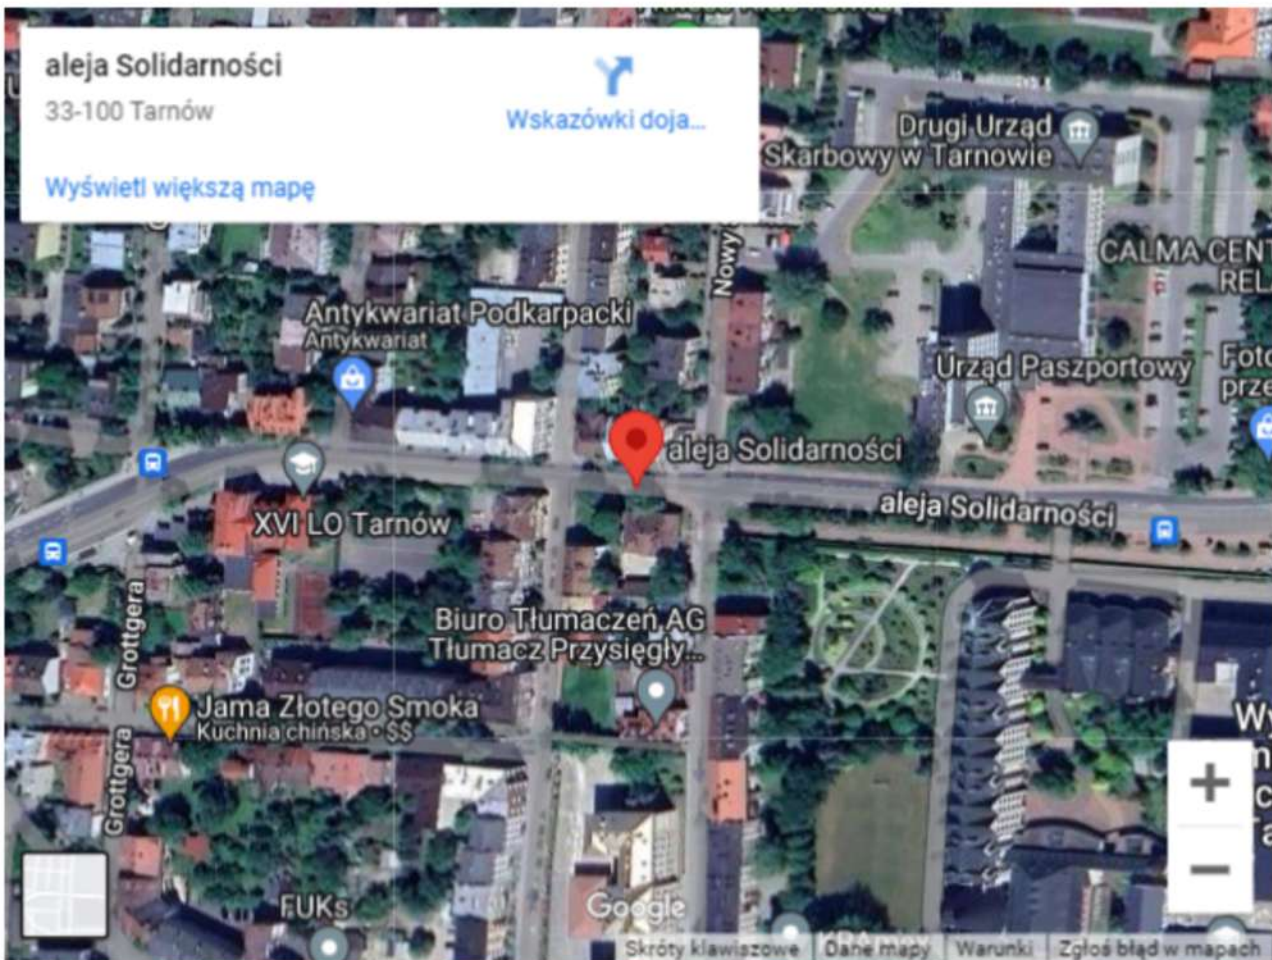 aleja Solidarności
33-100 Tarnów
Wskazówki doja...
Wyświetl większą mapę
Drugi Urząd
Skarbowy w Tarnowie
Nowy
CALMA CENT
REL
Antykwariat Podkarpacki
Antykwariat
Urząd Paszportowy
Foto
prze
aleja Solidarności
aleja Solidarności
XVI LO Tarnów
Grottgera
Biuro Tłumaczeń AG
Tłumacz Przysięgły...
Jama Złotego Smoka
Kuchnia chińska • $$
Grottgera
Wy
+
−
FUKs
Google
Skróty klawiszowe
Dane mapy
Warunki
Zgłoś błąd w mapach